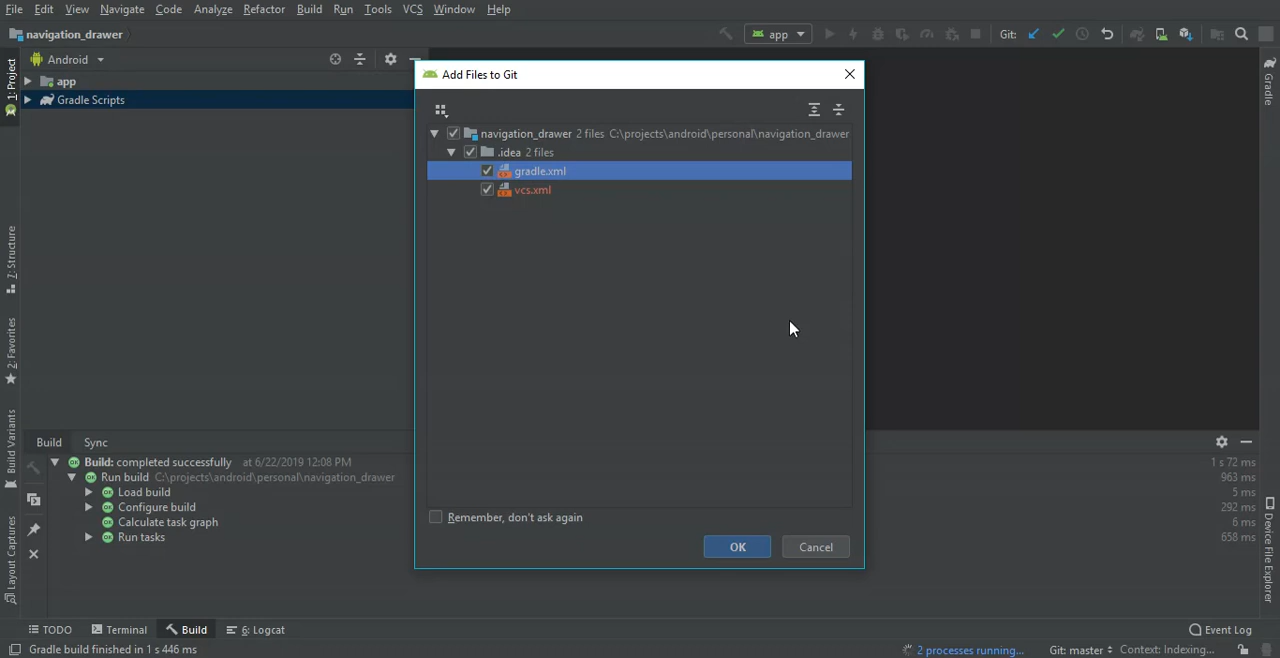 File Edit View Navigate Code Analyze Refactor Build Run Tools VCS Window Help
navigation_drawer
app
Git:
1: Project
Android
app
Gradle Scripts
Z: Structure
2: Favorites
Build Variants
Layout Captures
Gradle
Device File Explorer
Add Files to Git
navigation_drawer 2 files C:\projects\android\personal\navigation_drawer
.idea 2 files
gradle.xml
vcs.xml
Remember, don't ask again
OK Cancel
Build Sync
Build: completed successfully at 6/22/2019 12:08 PM 1 s 72 ms
Run build C:\projects\android\personal\navigation_drawer 963 ms
Load build 5 ms
Configure build 292 ms
Calculate task graph 6 ms
Run tasks 658 ms
TODO Terminal Build 6: Logcat Event Log
Gradle build finished in 1 s 446 ms 2 processes running... Git: master Context: Indexing...